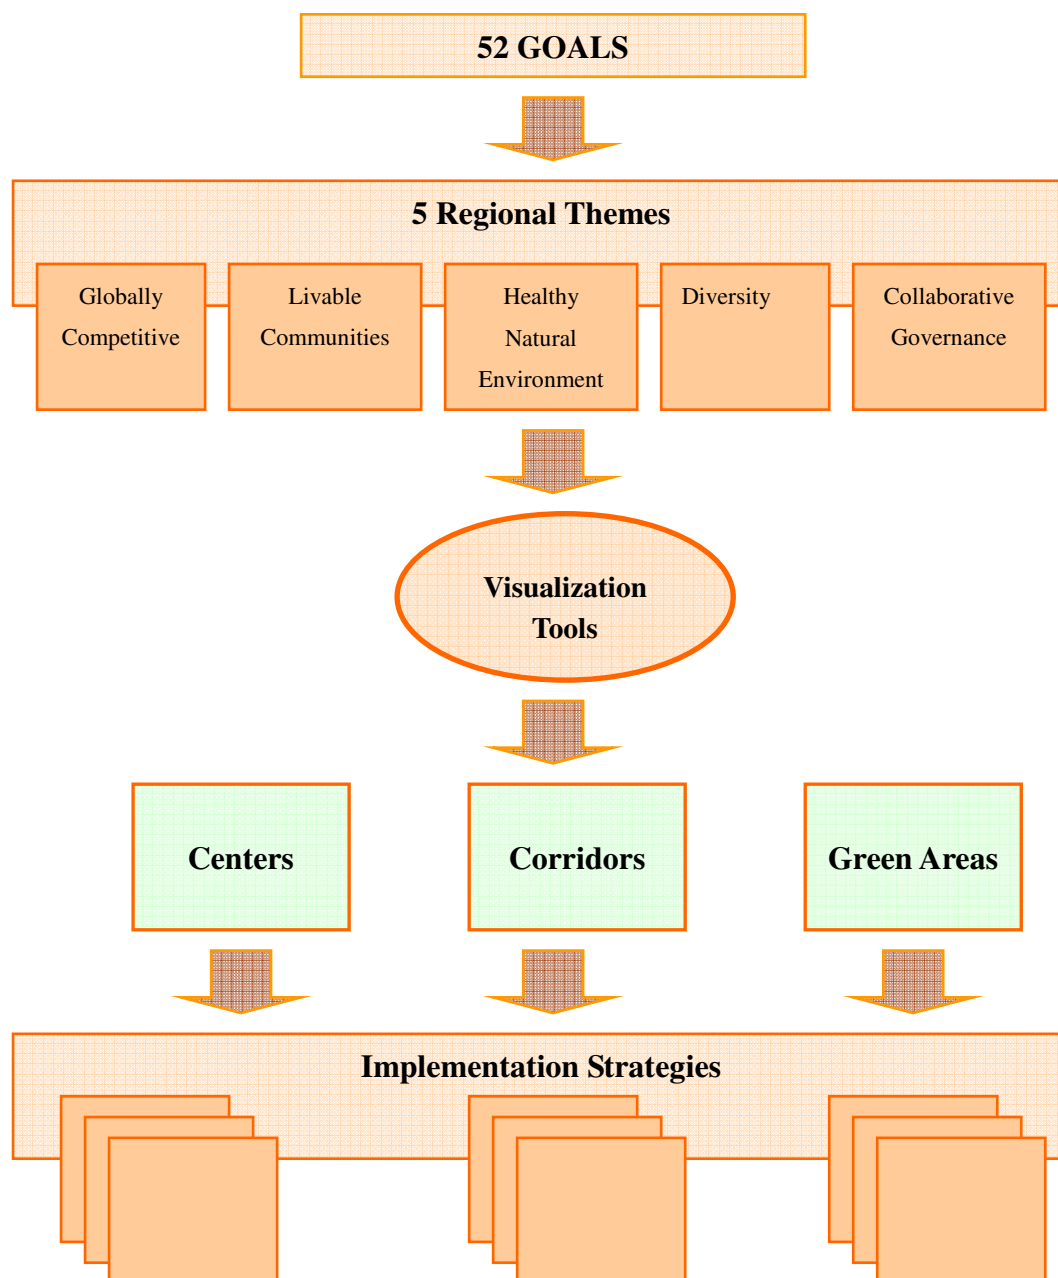 52 GOALS
5 Regional Themes
Globally
Competitive
Livable
Communities
Healthy
Natural
Environment
Diversity
Collaborative
Governance
Visualization
Tools
Centers
Corridors
Green Areas
Implementation Strategies